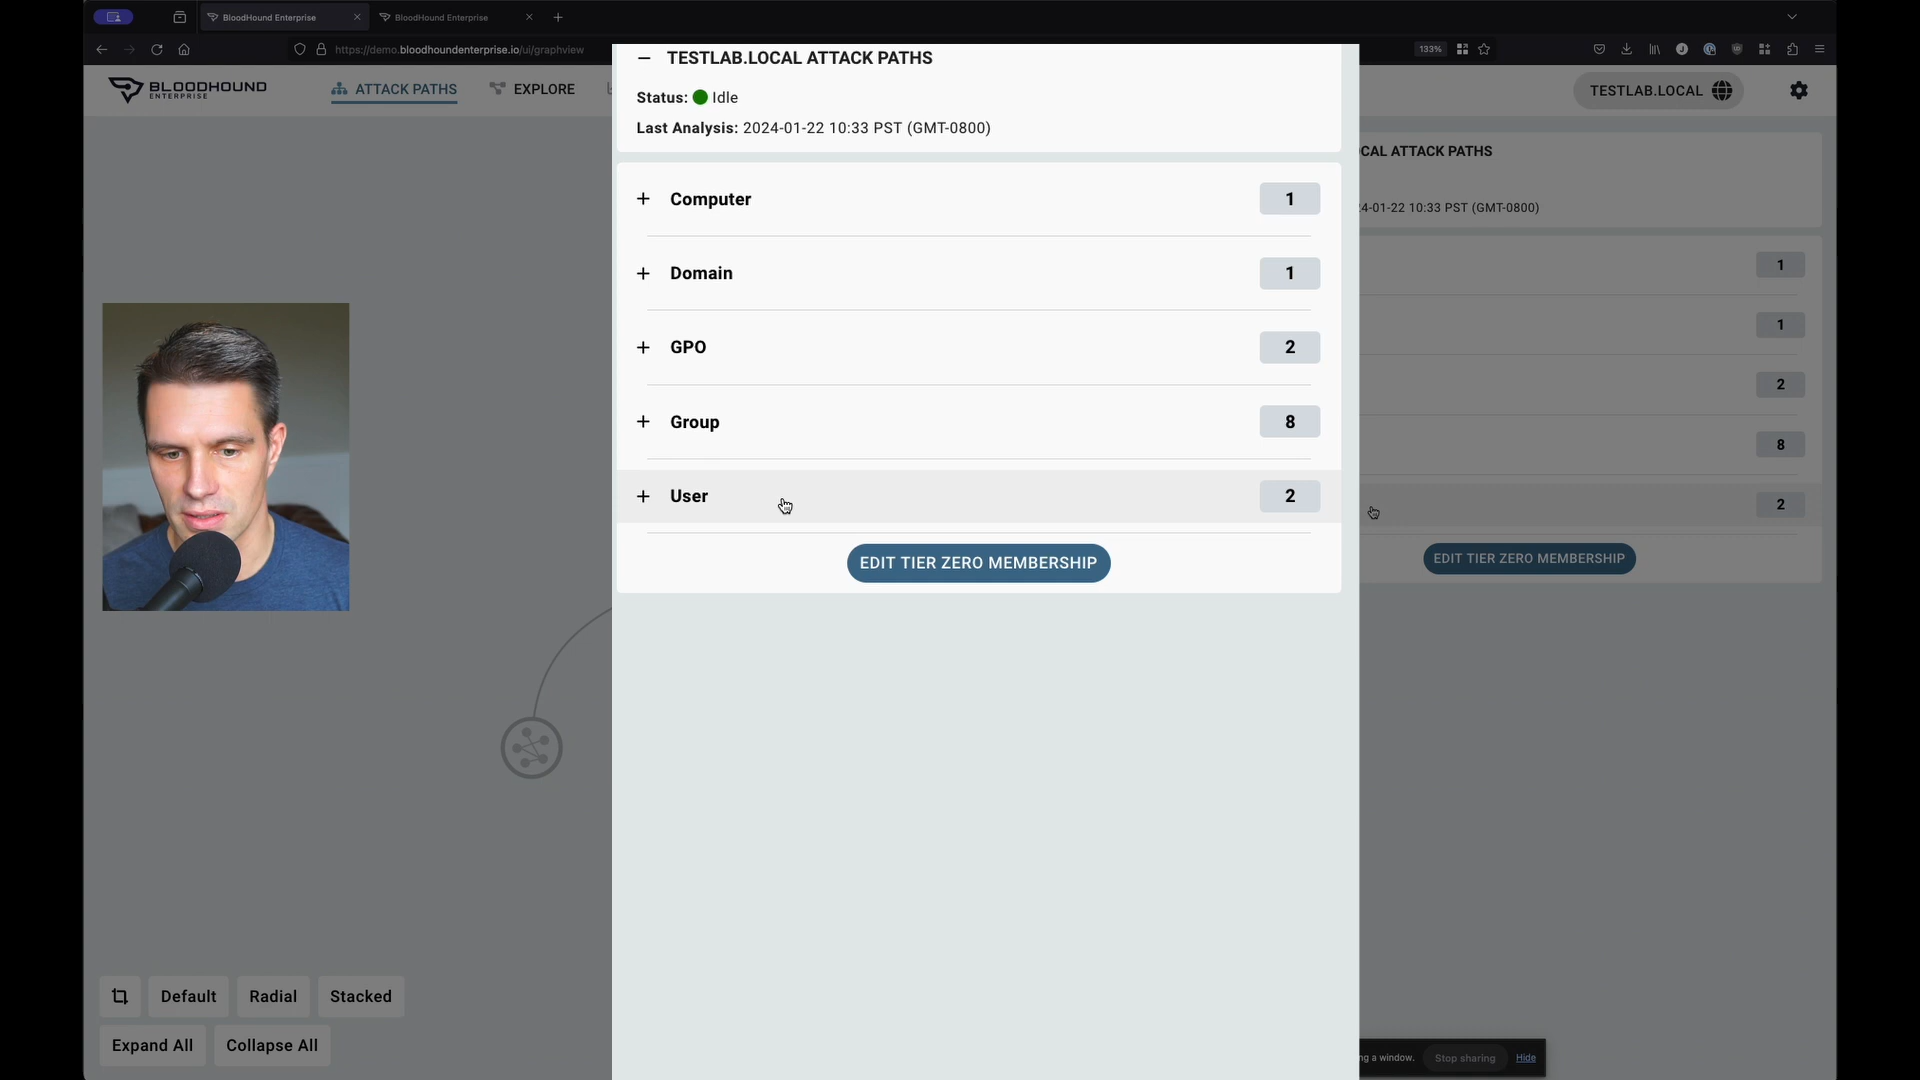 BloodHound Enterprise
BloodHound Enterprise
https://demo.bloodhoundenterprise.io/ui/graphview
133%
BLOODHOUND
ENTERPRISE
ATTACK PATHS
EXPLORE
TESTLAB.LOCAL
TESTLAB.LOCAL ATTACK PATHS
Status: Idle
Last Analysis: 2024-01-22 10:33 PST (GMT-0800)
Computer 1
Domain 1
GPO 2
Group 8
User 2
EDIT TIER ZERO MEMBERSHIP
CAL ATTACK PATHS
4-01-22 10:33 PST (GMT-0800)
1
1
2
8
2
EDIT TIER ZERO MEMBERSHIP
Default
Radial
Stacked
Expand All
Collapse All
ng a window.
Stop sharing
Hide